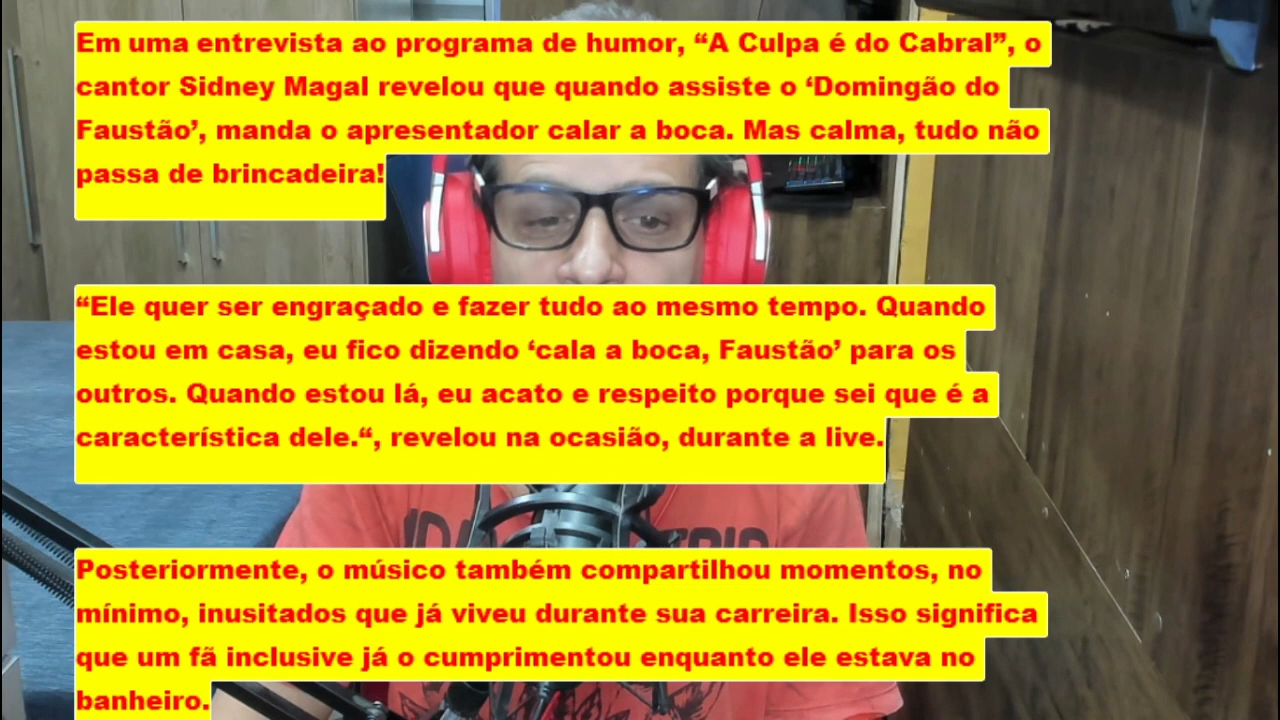 Em uma entrevista ao programa de humor, “A Culpa é do Cabral”, o
cantor Sidney Magal revelou que quando assiste o ‘Domingão do
Faustão’, manda o apresentador calar a boca. Mas calma, tudo não
passa de brincadeira!
“Ele quer ser engraçado e fazer tudo ao mesmo tempo. Quando
estou em casa, eu fico dizendo ‘cala a boca, Faustão’ para os
outros. Quando estou lá, eu acato e respeito porque sei que é a
característica dele.“, revelou na ocasião, durante a live.
Posteriormente, o músico também compartilhou momentos, no
mínimo, inusitados que já viveu durante sua carreira. Isso significa
que um fã inclusive já o cumprimentou enquanto ele estava no
banheiro.